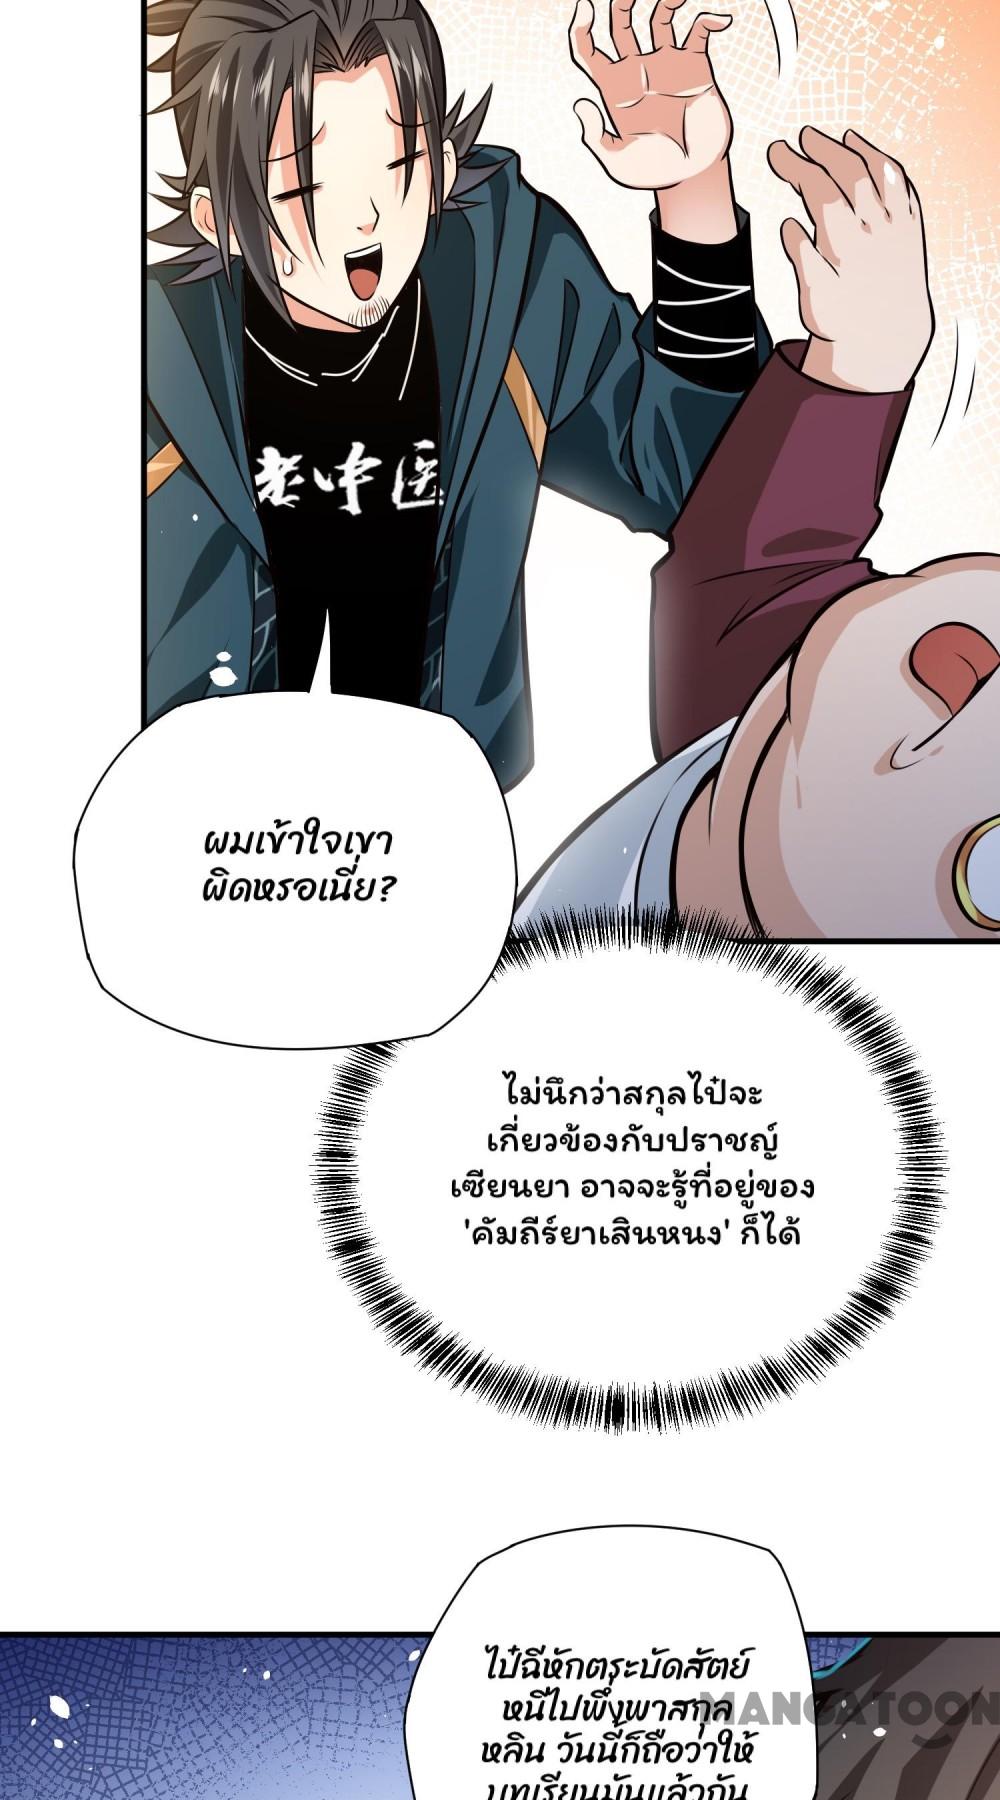 老中医
ผมเข้าใจเขา
ผิดหรอเนี่ย?
ไม่นึกว่าสกุลไป๋จะ
เกี่ยวข้องกับปราชญ์
เซียนยา อาจจะรู้ที่อยู่ของ
'คัมภีร์ยาเสินหนง' ก็ได้
ไป๋ฉีหักตระบัดสัตย์
หนีไปพึ่งพาสกุล
หลิน วันนี้ก็ถือว่าให้
บทเรียนมันแล้วกัน
MANGATOON